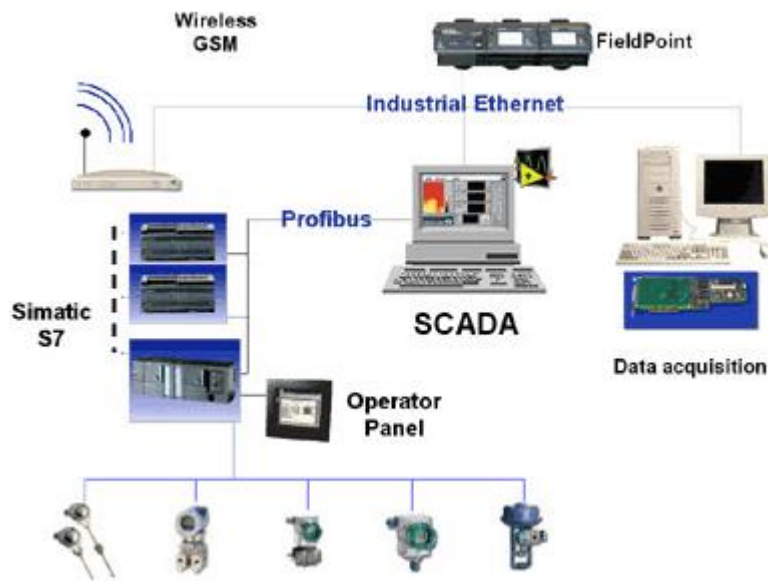 Wireless
GSM
FieldPoint
Industrial Ethernet
Profibus
Simatic
S7
SCADA
Data acquisition
Operator
Panel